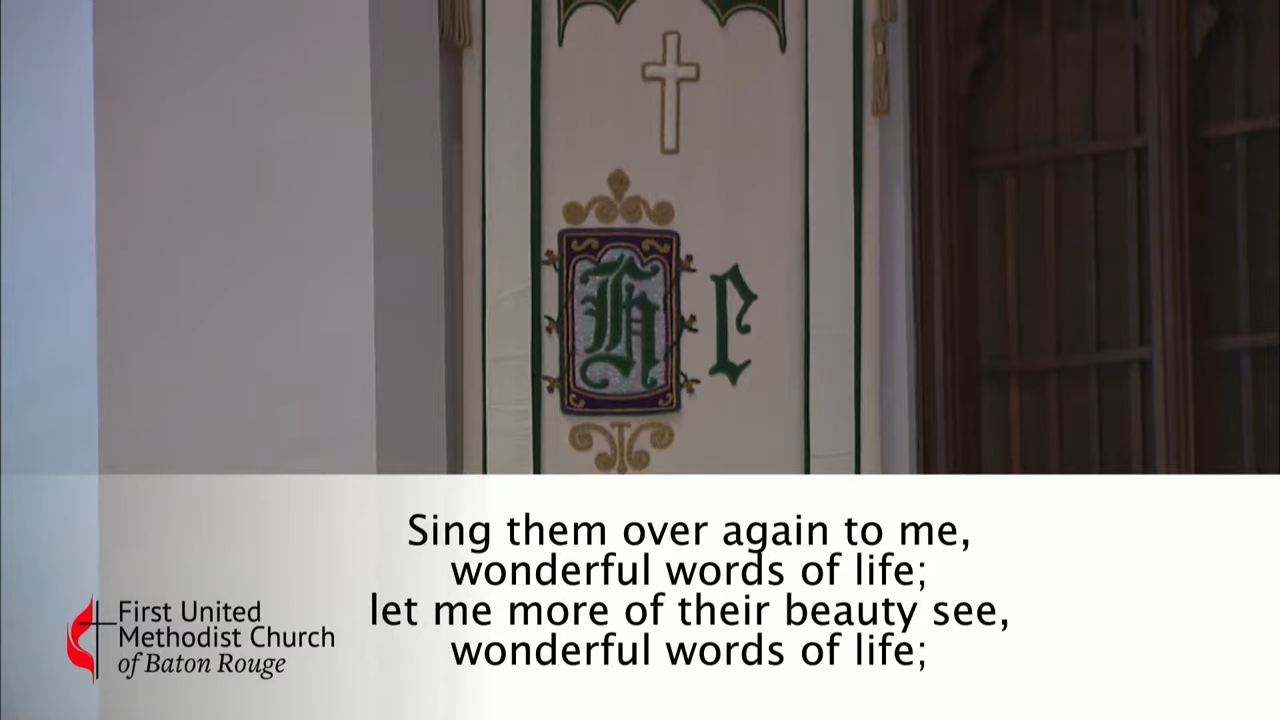 He
Sing them over again to me,
wonderful words of life;
let me more of their beauty see,
wonderful words of life;
First United
Methodist Church
of Baton Rouge